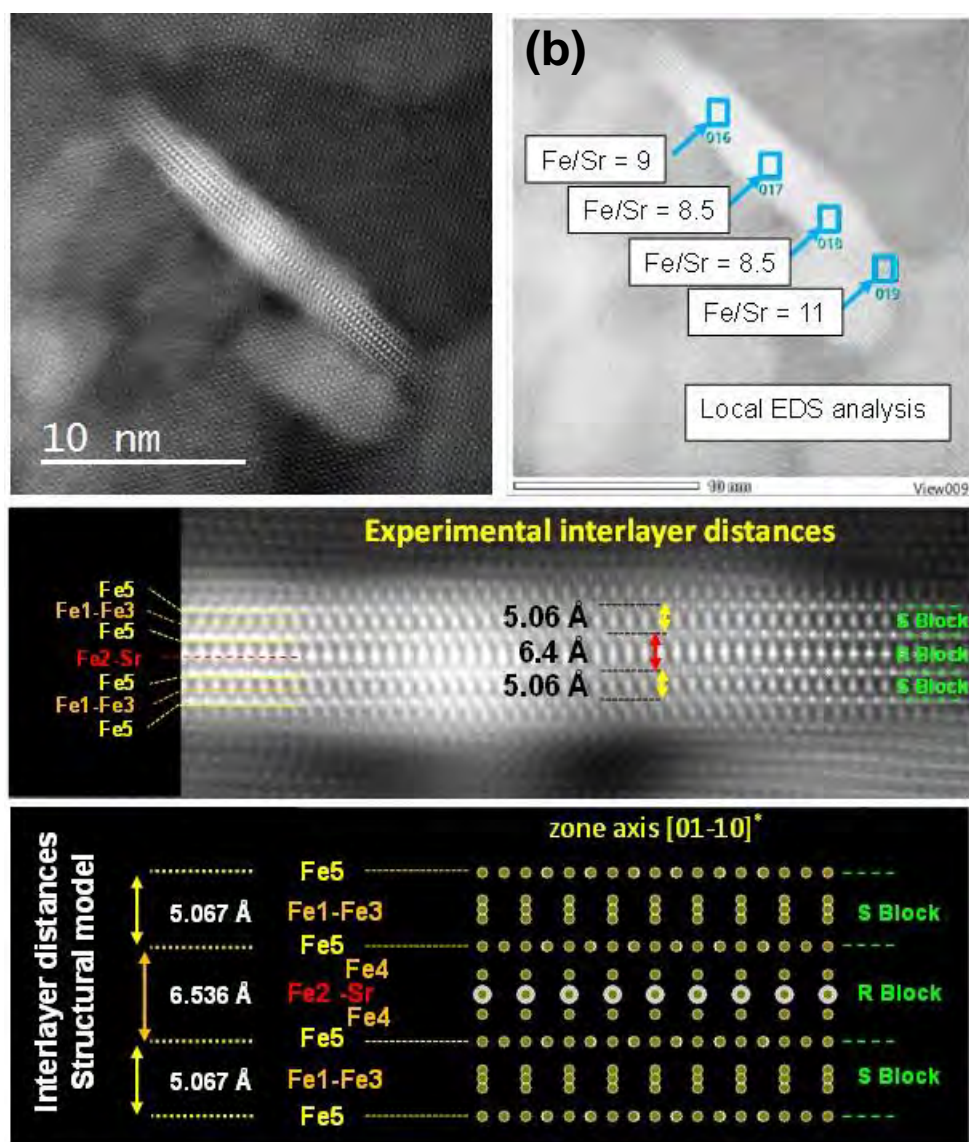 (b)
016
Fe/Sr = 9
017
Fe/Sr = 8.5
018
Fe/Sr = 8.5
019
Fe/Sr = 11
Local EDS analysis
10 nm
90 nm
View009
Experimental interlayer distances
Fe5
Fe1-Fe3
Fe5
Fe2-Sr
Fe5
Fe1-Fe3
Fe5
5.06 Å
6.4 Å
5.06 Å
S Block
R Block
S Block
Interlayer distances
Structural model
zone axis [01-10]*
Fe5
5.067 Å
Fe1-Fe3
S Block
Fe5
Fe4
6.536 Å
Fe2 -Sr
R Block
Fe4
Fe5
5.067 Å
Fe1-Fe3
S Block
Fe5